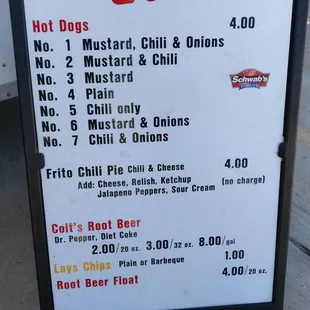 Hot Dogs 4.00
No. 1 Mustard, Chili & Onions
No. 2 Mustard & Chili
No. 3 Mustard
Schwab's
No. 4 Plain
No. 5 Chili only
No. 6 Mustard & Onions
No. 7 Chili & Onions
Frito Chili Pie Chili & Cheese 4.00
Add: Cheese, Relish, Ketchup (no charge)
Jalapeno Peppers, Sour Cream
Coit's Root Beer
Dr. Pepper, Diet Coke
2.00/20 oz. 3.00/32 oz. 8.00/gal
Lays Chips Plain or Barbeque 1.00
Root Beer Float 4.00/20 oz.